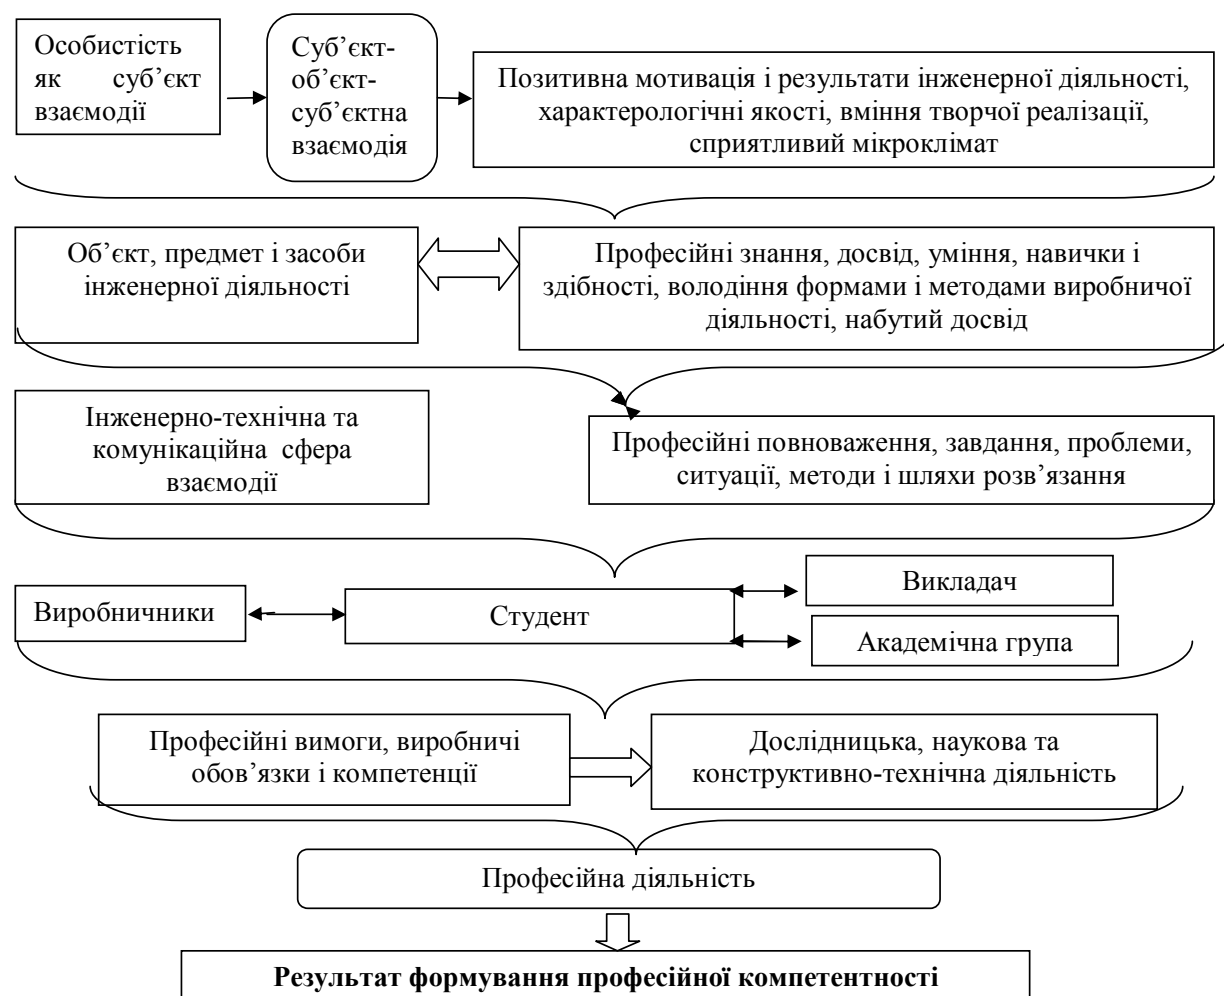 Особистість
як суб’єкт
взаємодії
Суб’єкт-
об’єкт-
суб’єктна
взаємодія
Позитивна мотивація і результати інженерної діяльності,
характерологічні якості, вміння творчої реалізації,
сприятливий мікроклімат
Об’єкт, предмет і засоби
інженерної діяльності
Професійні знання, досвід, уміння, навички і
здібності, володіння формами і методами виробничої
діяльності, набутий досвід
Інженерно-технічна та
комунікаційна сфера
взаємодії
Професійні повноваження, завдання, проблеми,
ситуації, методи і шляхи розв’язання
Виробничники
Студент
Викладач
Академічна група
Професійні вимоги, виробничі
обов’язки і компетенції
Дослідницька, наукова та
конструктивно-технічна діяльність
Професійна діяльність
Результат формування професійної компетентності